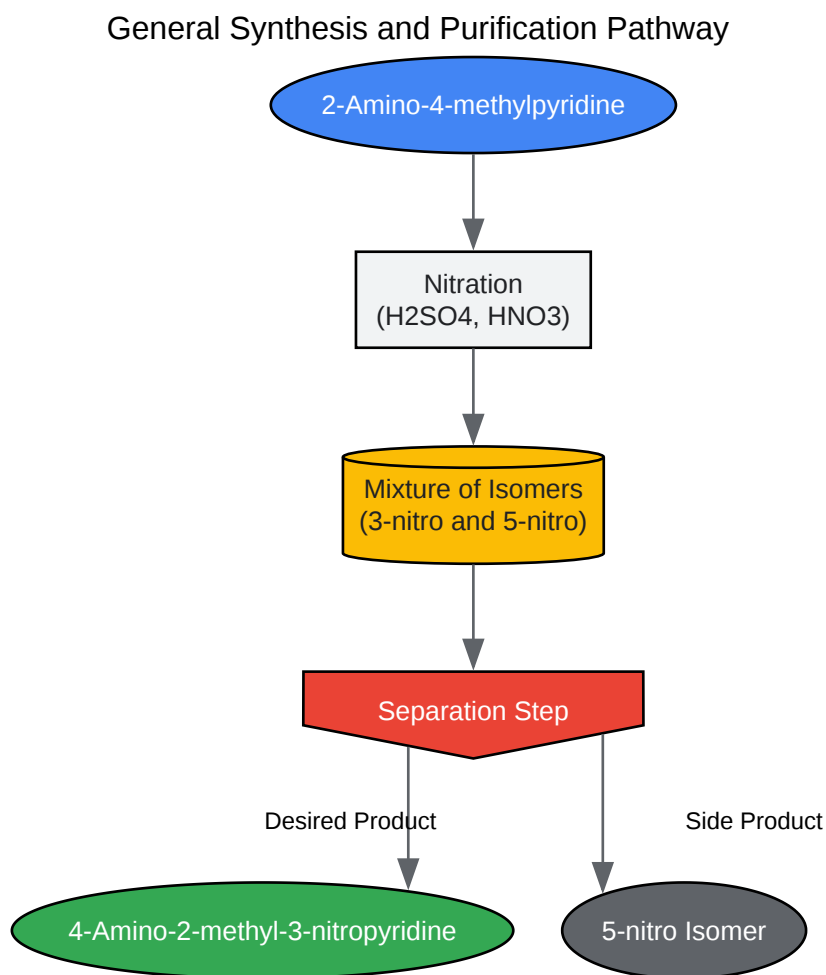 General Synthesis and Purification Pathway
2-Amino-4-methylpyridine
Nitration
(H2SO4, HNO3)
Mixture of Isomers
(3-nitro and 5-nitro)
Separation Step
Desired Product
Side Product
4-Amino-2-methyl-3-nitropyridine
5-nitro Isomer